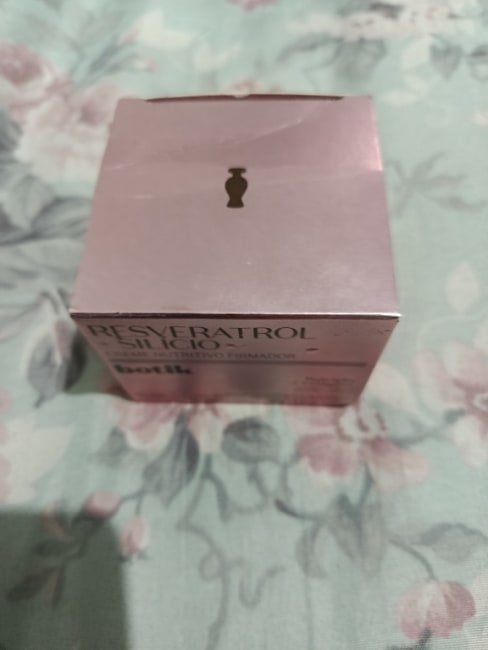 RESVERATROL
+ SILÍCIO
CREME NUTRITIVO FIRMADOR
botik